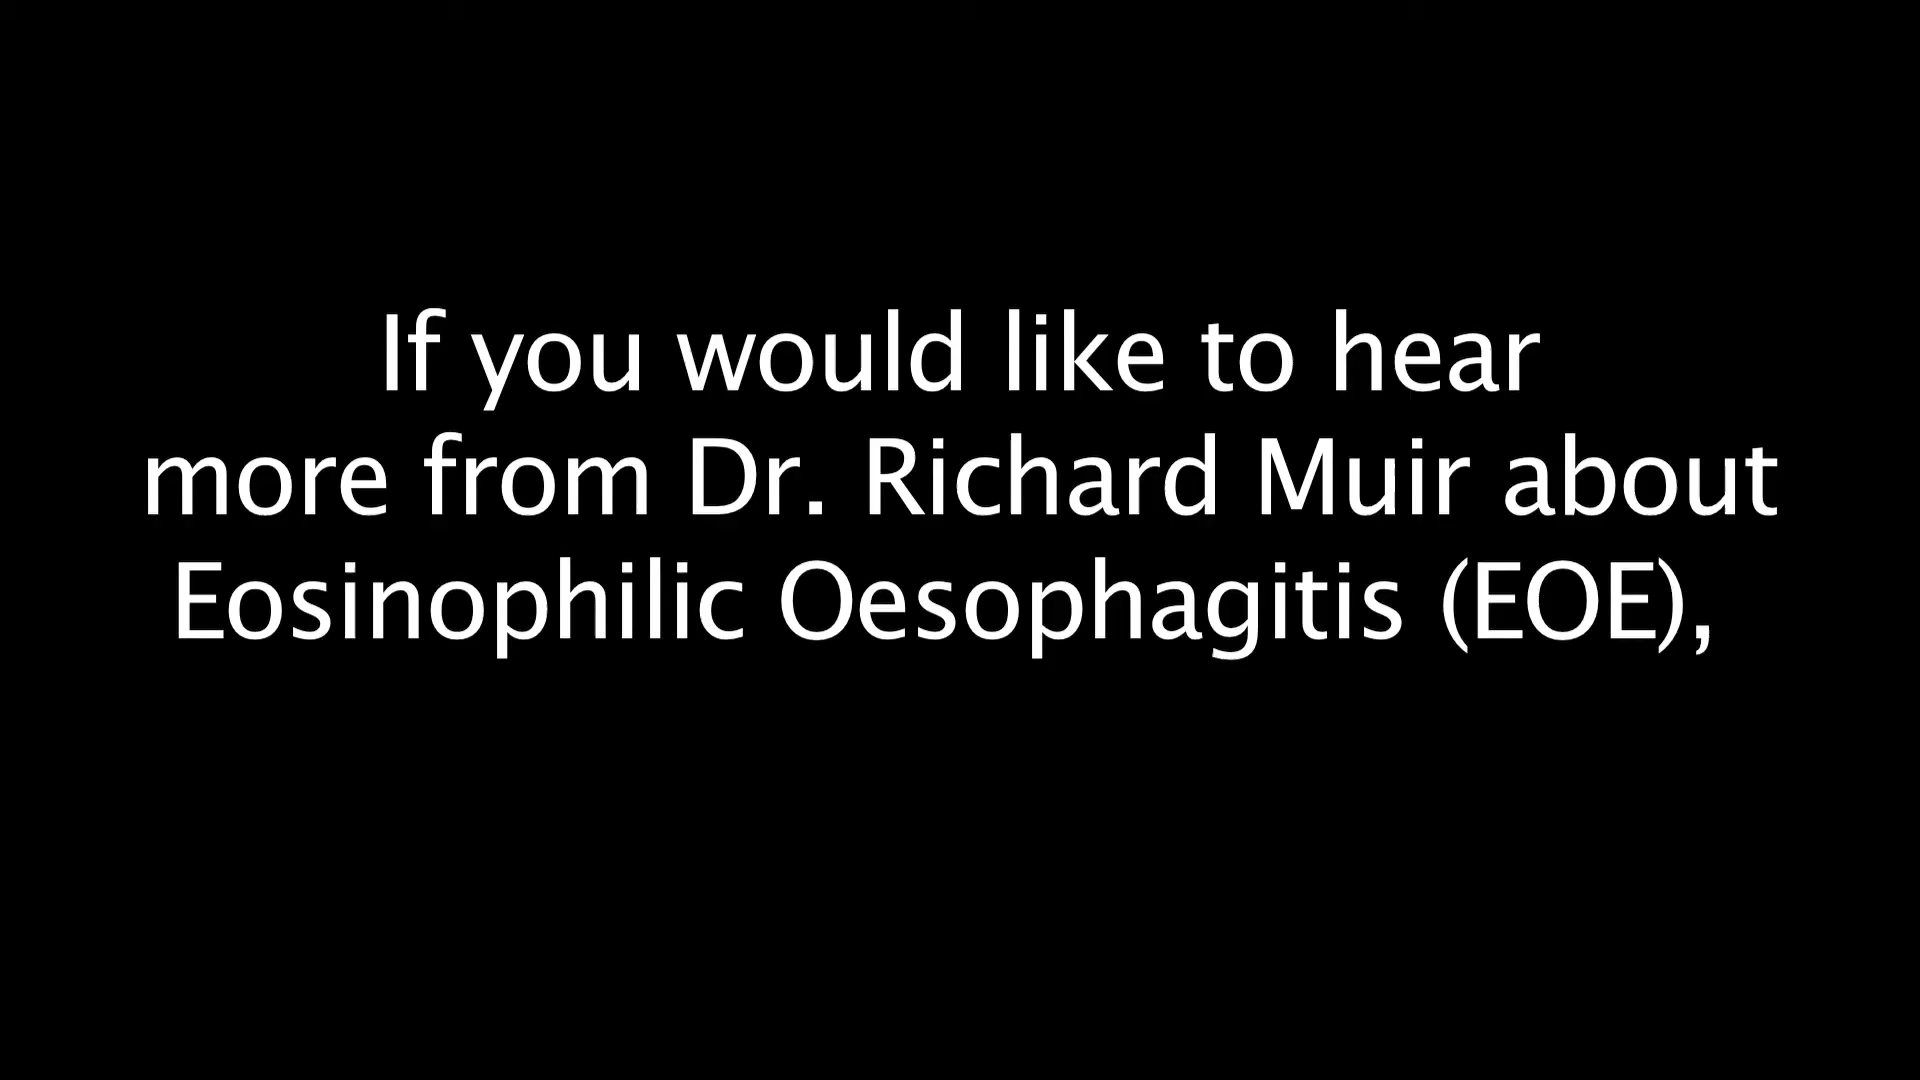 If you would like to hear
more from Dr. Richard Muir about
Eosinophilic Oesophagitis (EOE),